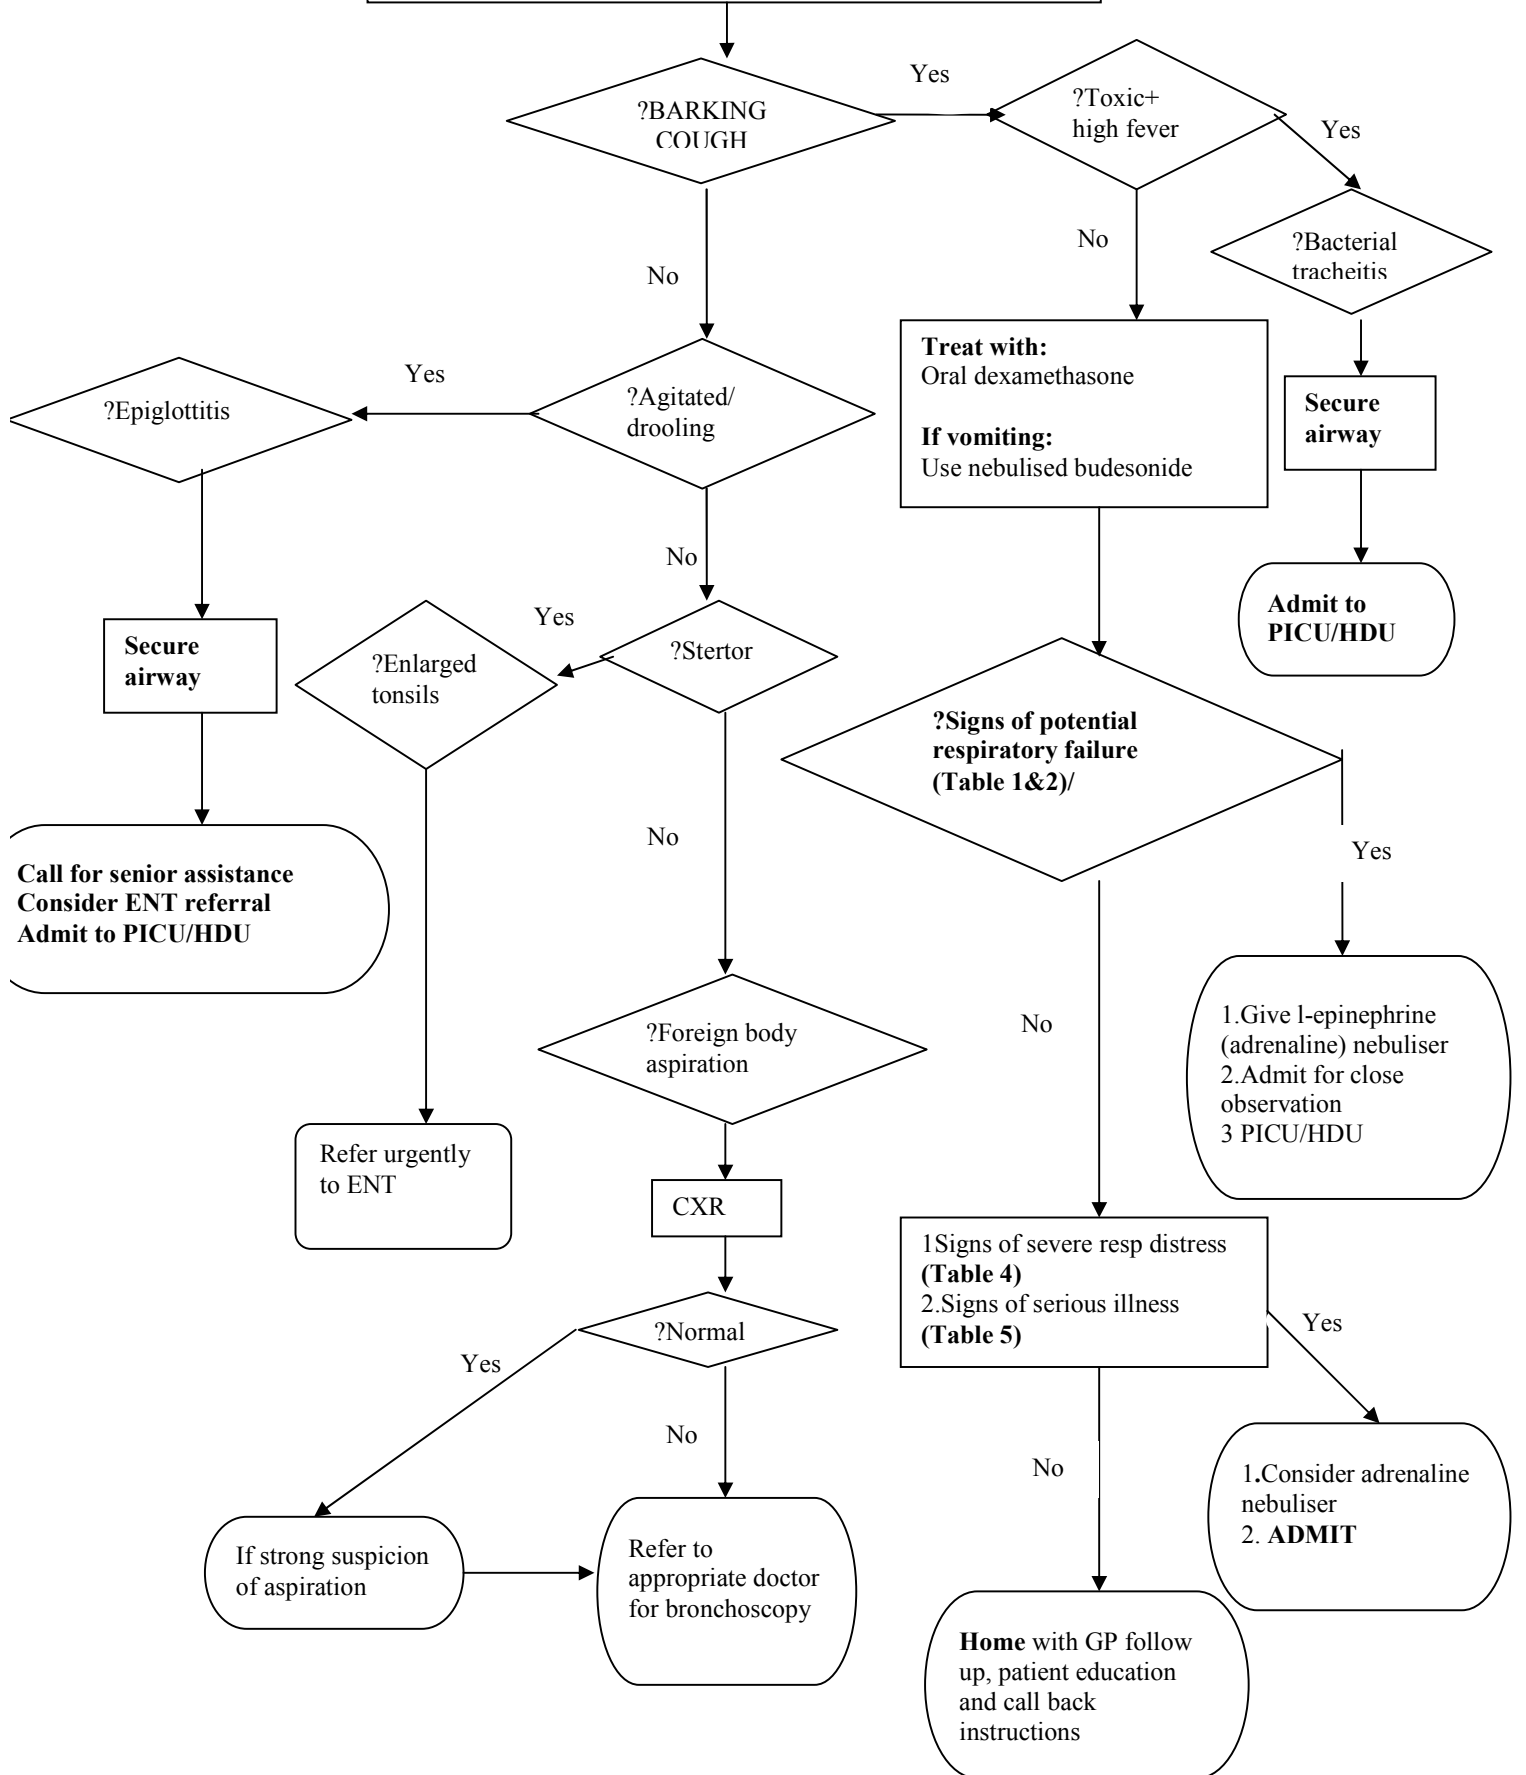 Yes
?BARKING
COUGH
?Toxic+
high fever
Yes
No
No
?Bacterial
tracheitis
Treat with:
Oral dexamethasone
If vomiting:
Use nebulised budesonide
Yes
?Epiglottitis
?Agitated/
drooling
Secure
airway
No
Admit to
PICU/HDU
Yes
Secure
airway
?Enlarged
tonsils
?Stertor
?Signs of potential
respiratory failure
(Table 1&2)/
No
Yes
Call for senior assistance
Consider ENT referral
Admit to PICU/HDU
?Foreign body
aspiration
No
1.Give l-epinephrine
(adrenaline) nebuliser
2.Admit for close
observation
3 PICU/HDU
Refer urgently
to ENT
CXR
1Signs of severe resp distress
(Table 4)
2.Signs of serious illness
(Table 5)
?Normal
Yes
Yes
No
No
1.Consider adrenaline
nebuliser
2. ADMIT
If strong suspicion
of aspiration
Refer to
appropriate doctor
for bronchoscopy
Home with GP follow
up, patient education
and call back
instructions